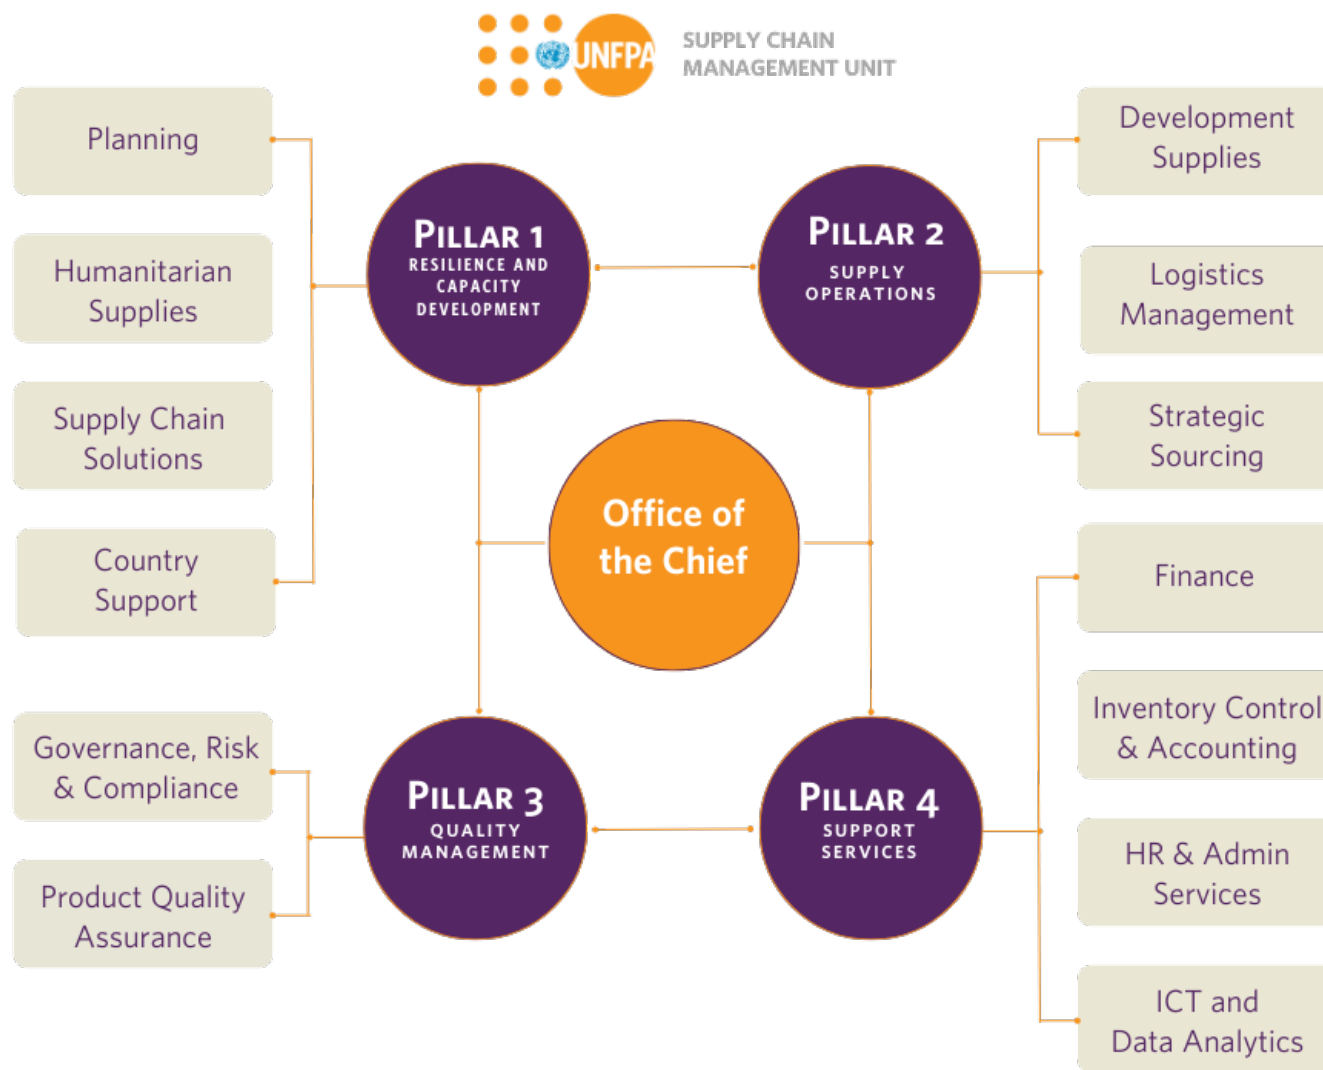 UNFPA
SUPPLY CHAIN
MANAGEMENT UNIT
Planning
Humanitarian
Supplies
Supply Chain
Solutions
Country
Support
PILLAR 1
RESILIENCE AND
CAPACITY
DEVELOPMENT
PILLAR 2
SUPPLY
OPERATIONS
Development
Supplies
Logistics
Management
Strategic
Sourcing
Office of
the Chief
Governance, Risk
& Compliance
Product Quality
Assurance
PILLAR 3
QUALITY
MANAGEMENT
PILLAR 4
SUPPORT
SERVICES
Finance
Inventory Control
& Accounting
HR & Admin
Services
ICT and
Data Analytics